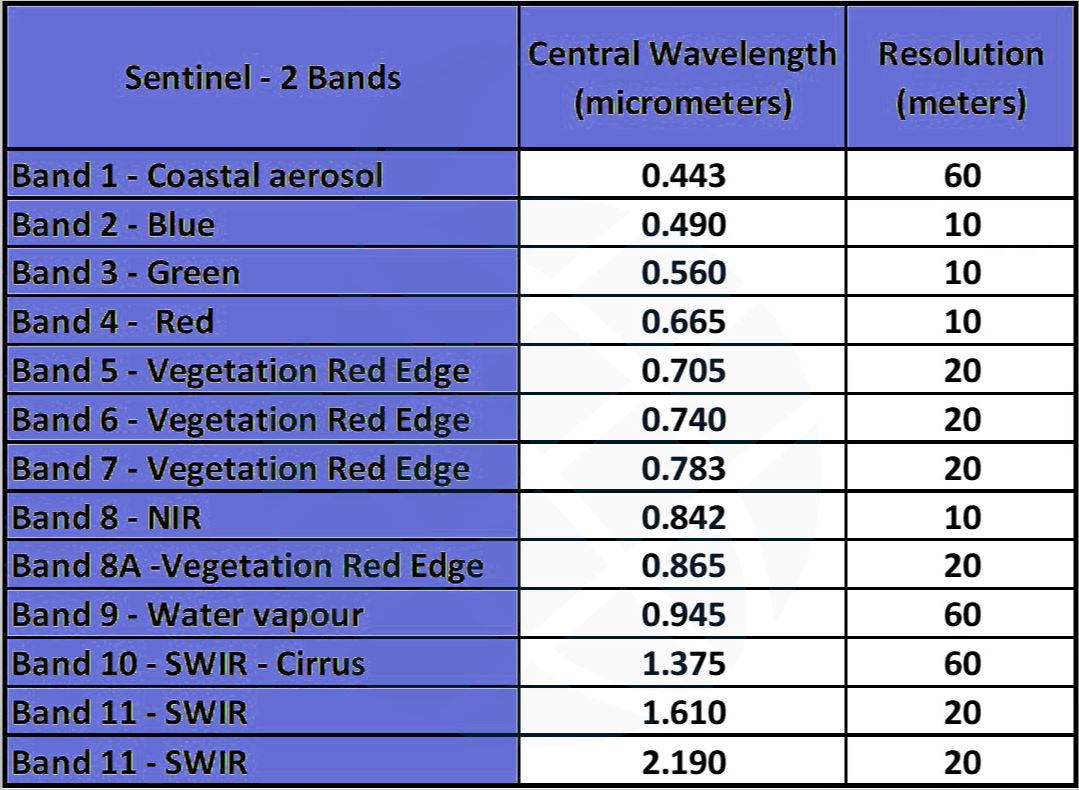 Sentinel - 2 Bands Central Wavelength (micrometers) Resolution (meters)
Band 1 - Coastal aerosol 0.443 60
Band 2 - Blue 0.490 10
Band 3 - Green 0.560 10
Band 4 -  Red 0.665 10
Band 5 - Vegetation Red Edge 0.705 20
Band 6 - Vegetation Red Edge 0.740 20
Band 7 - Vegetation Red Edge 0.783 20
Band 8 - NIR 0.842 10
Band 8A -Vegetation Red Edge 0.865 20
Band 9 - Water vapour 0.945 60
Band 10 - SWIR - Cirrus 1.375 60
Band 11 - SWIR 1.610 20
Band 11 - SWIR 2.190 20